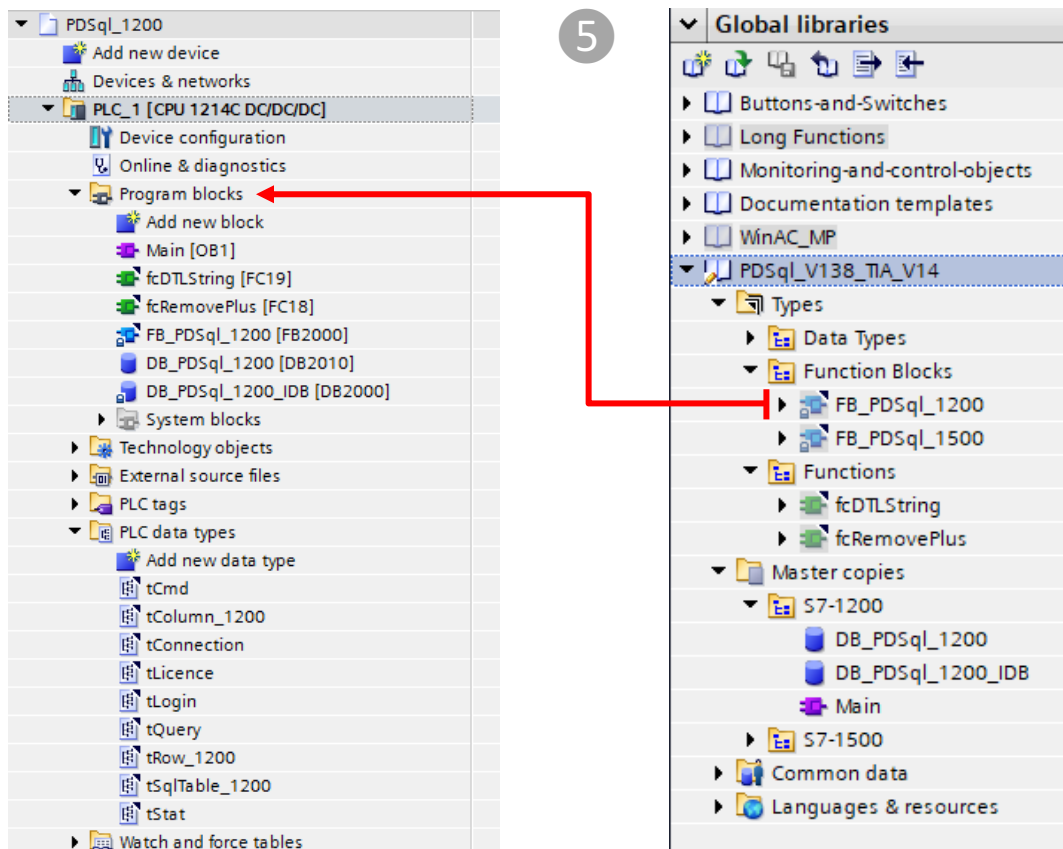 PDSql_1200
Add new device
Devices & networks
PLC_1 [CPU 1214C DC/DC/DC]
Device configuration
Online & diagnostics
Program blocks
Add new block
Main [OB1]
fcDTLString [FC19]
fcRemovePlus [FC18]
FB_PDSql_1200 [FB2000]
DB_PDSql_1200 [DB2010]
DB_PDSql_1200_IDB [DB2000]
System blocks
Technology objects
External source files
PLC tags
PLC data types
Add new data type
tCmd
tColumn_1200
tConnection
tLicence
tLogin
tQuery
tRow_1200
tSqlTable_1200
tStat
Watch and force tables
5
Global libraries
Buttons-and-Switches
Long Functions
Monitoring-and-control-objects
Documentation templates
WinAC_MP
PDSql_V138_TIA_V14
Types
Data Types
Function Blocks
FB_PDSql_1200
FB_PDSql_1500
Functions
fcDTLString
fcRemovePlus
Master copies
S7-1200
DB_PDSql_1200
DB_PDSql_1200_IDB
Main
S7-1500
Common data
Languages & resources